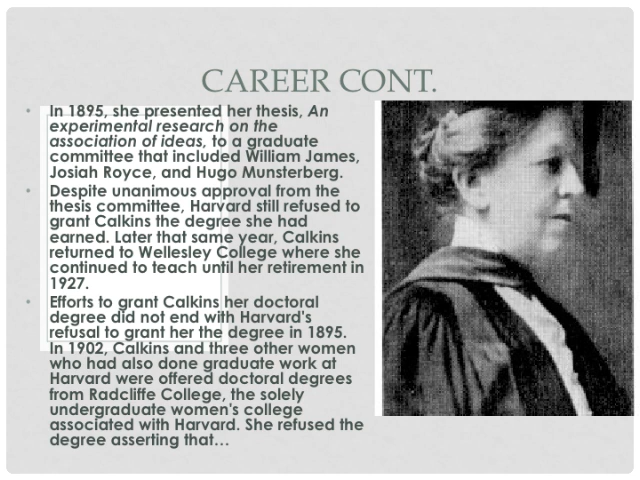 CAREER CONT.
• In 1895, she presented her thesis, An
experimental research on the
association of ideas, to a graduate
committee that included William James,
Josiah Royce, and Hugo Munsterberg.
• Despite unanimous approval from the
thesis committee, Harvard still refused to
grant Calkins the degree she had
earned. Later that same year, Calkins
returned to Wellesley College where she
continued to teach until her retirement in
1927.
• Efforts to grant Calkins her doctoral
degree did not end with Harvard's
refusal to grant her the degree in 1895.
In 1902, Calkins and three other women
who had also done graduate work at
Harvard were offered doctoral degrees
from Radcliffe College, the solely
undergraduate women's college
associated with Harvard. She refused the
degree asserting that…